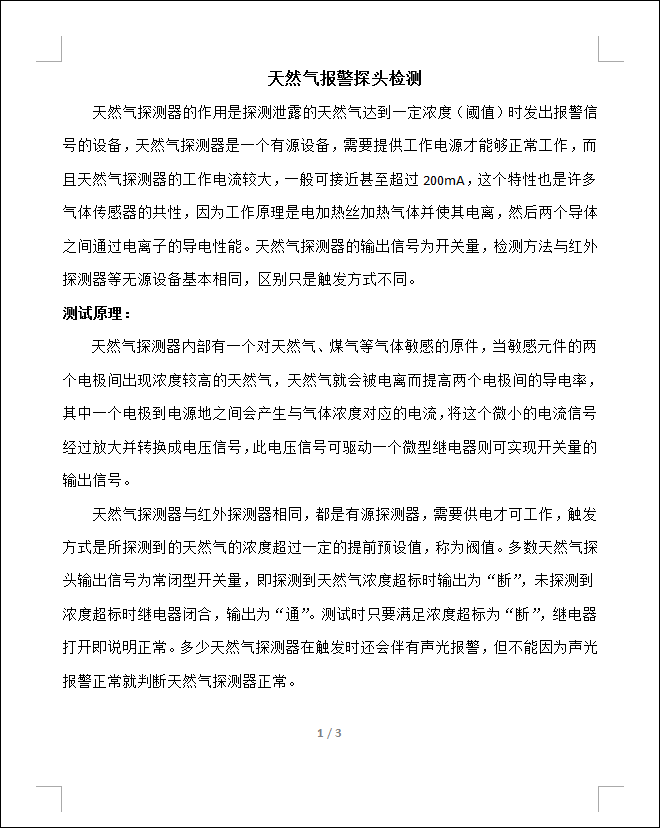 天然气报警探头检测
天然气探测器的作用是探测泄露的天然气达到一定浓度（阈值）时发出报警信
号的设备，天然气探测器是一个有源设备，需要提供工作电源才能够正常工作，而
且天然气探测器的工作电流较大，一般可接近甚至超过 200mA，这个特性也是许多
气体传感器的共性，因为工作原理是电加热丝加热气体并使其电离，然后两个导体
之间通过电离子的导电性能。天然气探测器的输出信号为开关量，检测方法与红外
探测器等无源设备基本相同，区别只是触发方式不同。
测试原理：
天然气探测器内部有一个对天然气、煤气等气体敏感的原件，当敏感元件的两
个电极间出现浓度较高的天然气，天然气就会被电离而提高两个电极间的导电率，
其中一个电极到电源地之间会产生与气体浓度对应的电流，将这个微小的电流信号
经过放大并转换成电压信号，此电压信号可驱动一个微型继电器则可实现开关量的
输出信号。
天然气探测器与红外探测器相同，都是有源探测器，需要供电才可工作，触发
方式是所探测到的天然气的浓度超过一定的提前预设值，称为阀值。多数天然气探
头输出信号为常闭型开关量，即探测到天然气浓度超标时输出为“断”，未探测到
浓度超标时继电器闭合，输出为“通”。测试时只要满足浓度超标为“断”，继电器
打开即说明正常。多少天然气探测器在触发时还会伴有声光报警，但不能因为声光
报警正常就判断天然气探测器正常。
1 / 3